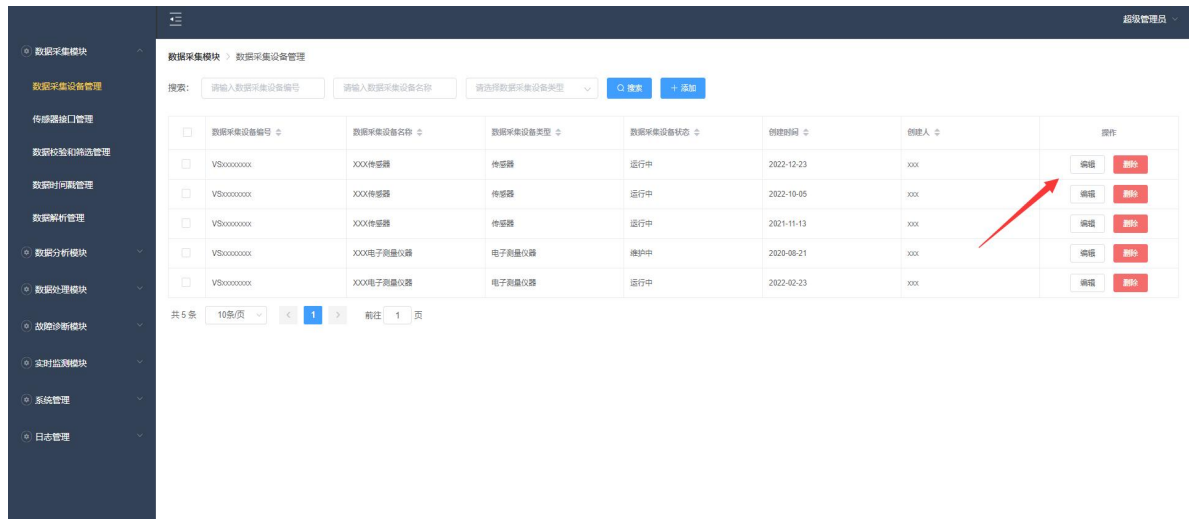 超级管理员
数据采集模块
数据采集设备管理
传感器接口管理
数据校验和筛选管理
数据时间戳管理
数据解析管理
数据分析模块
数据处理模块
故障诊断模块
实时监测模块
系统管理
日志管理
数据采集模块 > 数据采集设备管理
搜索: 请输入数据采集设备编号 请输入数据采集设备名称 请选择数据采集设备类型 搜索 + 添加
数据采集设备编号 数据采集设备名称 数据采集设备类型 数据采集设备状态 创建时间 创建人 操作
VSxxxxxxxx XXX传感器 传感器 运行中 2022-12-23 xxx 编辑 删除
VSxxxxxxxx XXX传感器 传感器 运行中 2022-10-05 xxx 编辑 删除
VSxxxxxxxx XXX传感器 传感器 运行中 2021-11-13 xxx 编辑 删除
VSxxxxxxxx XXX电子测量仪器 电子测量仪器 维护中 2020-08-21 xxx 编辑 删除
VSxxxxxxxx XXX电子测量仪器 电子测量仪器 运行中 2022-02-23 xxx 编辑 删除
共 5 条 10条/页 < 1 > 前往 1 页